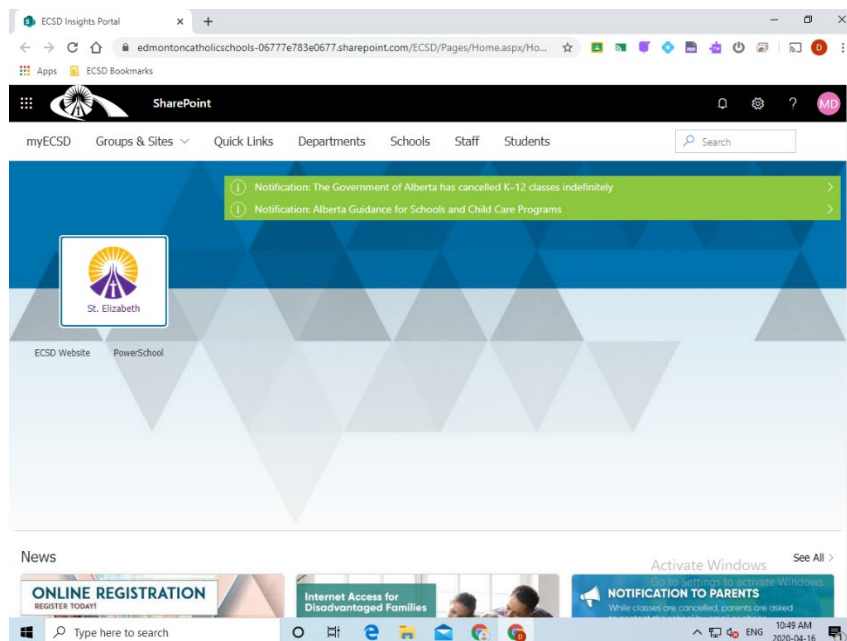 ECSD Insights Portal
edmontoncatholicschools-06777e783e0677.sharepoint.com/ECSD/Pages/Home.aspx/Ho...
Apps ECSD Bookmarks
SharePoint MD
myECSD Groups & Sites Quick Links Departments Schools Staff Students Search
Notification: The Government of Alberta has cancelled K–12 classes indefinitely
Notification: Alberta Guidance for Schools and Child Care Programs
St. Elizabeth
ECSD Website PowerSchool
News See All
Activate Windows
Go to Settings to activate Windows.
ONLINE REGISTRATION
REGISTER TODAY!
Internet Access for
Disadvantaged Families
NOTIFICATION TO PARENTS
While classes are cancelled, parents are asked
Type here to search ENG 10:49 AM
2020-04-16